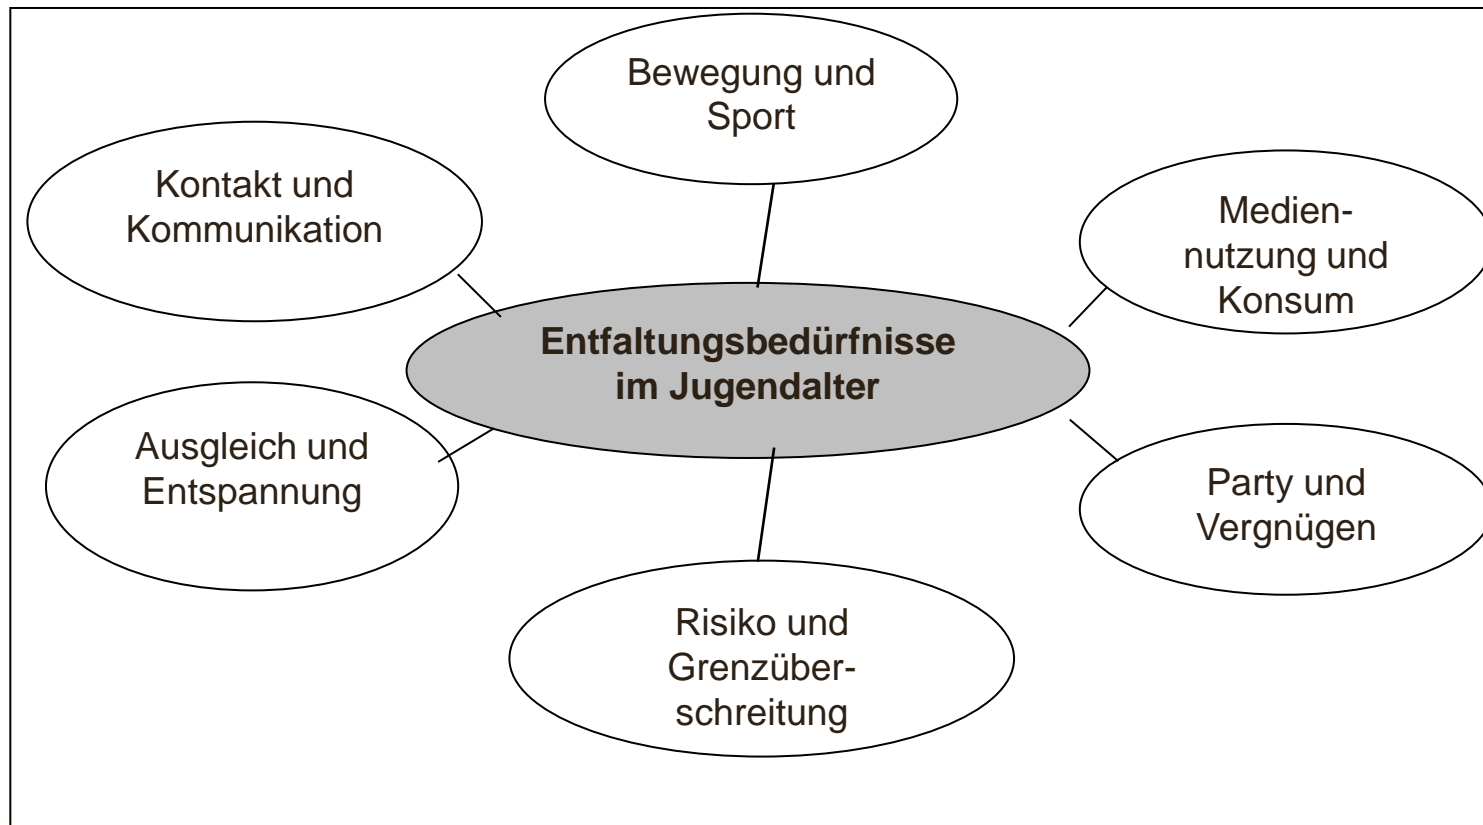 Bewegung und
Sport
Kontakt und
Kommunikation
Medien-
nutzung und
Konsum
Entfaltungsbedürfnisse
im Jugendalter
Ausgleich und
Entspannung
Party und
Vergnügen
Risiko und
Grenzüber-
schreitung